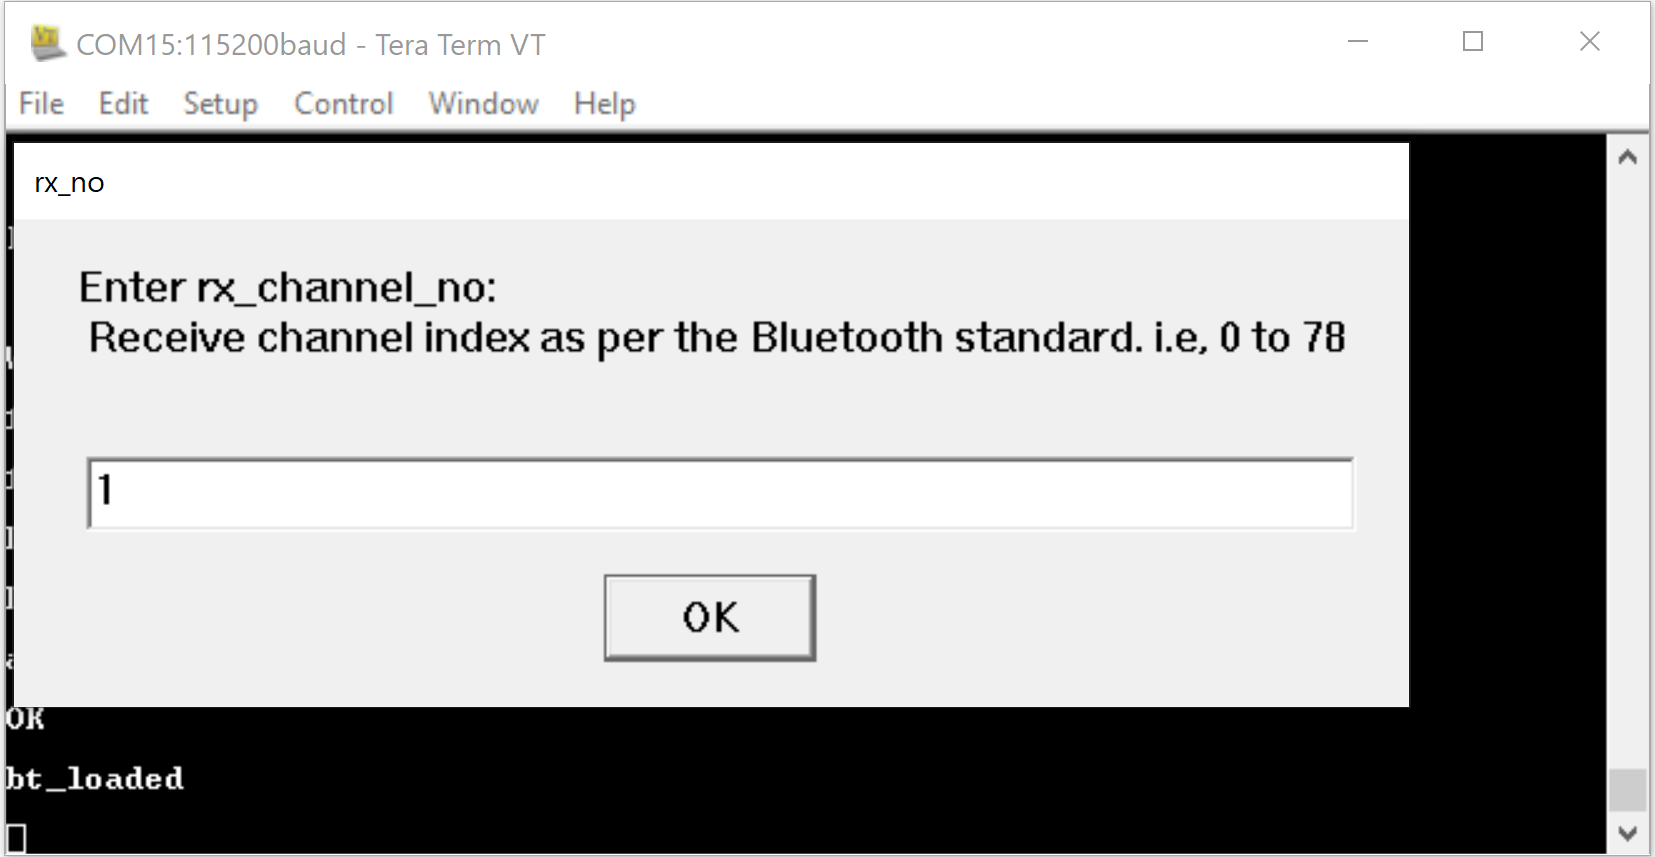 COM15:115200baud - Tera Term VT
File Edit Setup Control Window Help
rx_no
Enter rx_channel_no:
Receive channel index as per the Bluetooth standard. i.e, 0 to 78
1
OK
OK
bt_loaded